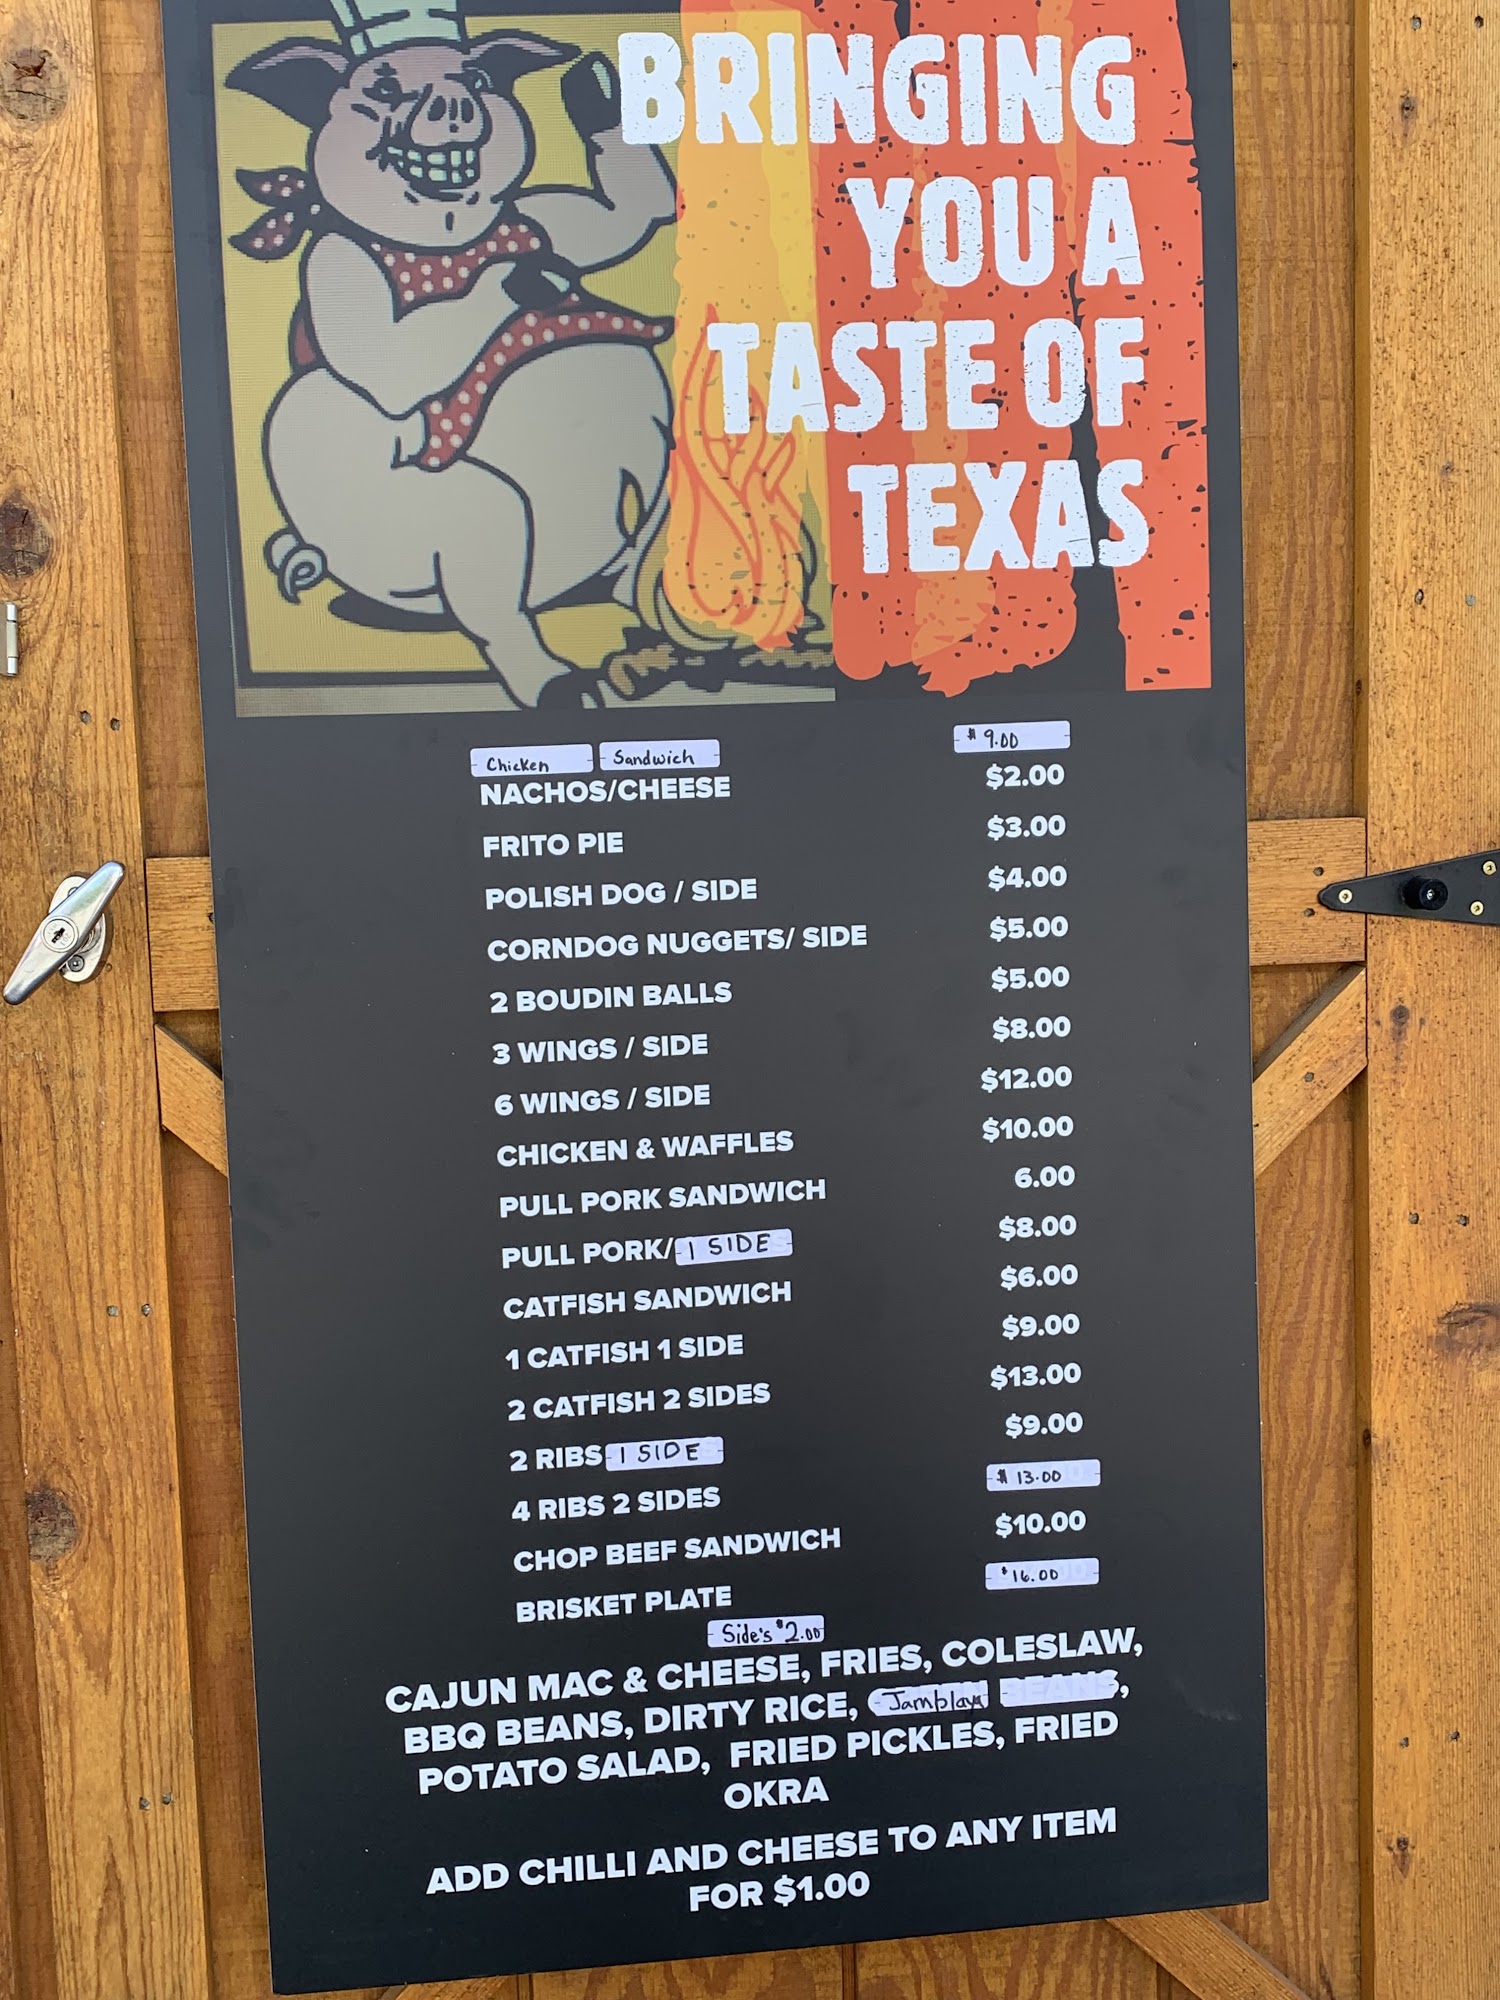 BRINGING
YOU A
TASTE OF
TEXAS
Chicken Sandwich $9.00
NACHOS/CHEESE $2.00
FRITO PIE $3.00
POLISH DOG / SIDE $4.00
CORNDOG NUGGETS/ SIDE $5.00
2 BOUDIN BALLS $5.00
3 WINGS / SIDE $8.00
6 WINGS / SIDE $12.00
CHICKEN & WAFFLES $10.00
PULL PORK SANDWICH 6.00
PULL PORK/ 1 SIDE $8.00
CATFISH SANDWICH $6.00
1 CATFISH 1 SIDE $9.00
2 CATFISH 2 SIDES $13.00
2 RIBS 1 SIDE $9.00
4 RIBS 2 SIDES $13.00
CHOP BEEF SANDWICH $10.00
BRISKET PLATE $16.00
Side's $2.00
CAJUN MAC & CHEESE, FRIES, COLESLAW,
BBQ BEANS, DIRTY RICE, Jamblaya BEANS,
POTATO SALAD, FRIED PICKLES, FRIED
OKRA
ADD CHILLI AND CHEESE TO ANY ITEM
FOR $1.00